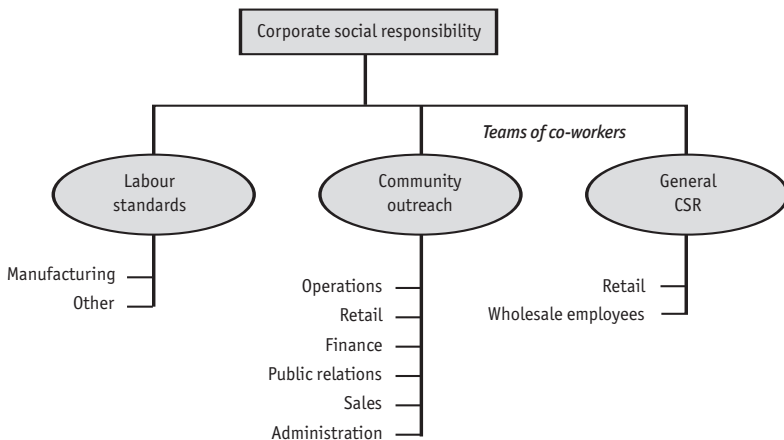 Corporate social responsibility
Teams of co-workers
Labour
standards
Community
outreach
General
CSR
Manufacturing
Other
Operations
Retail
Finance
Public relations
Sales
Administration
Retail
Wholesale employees